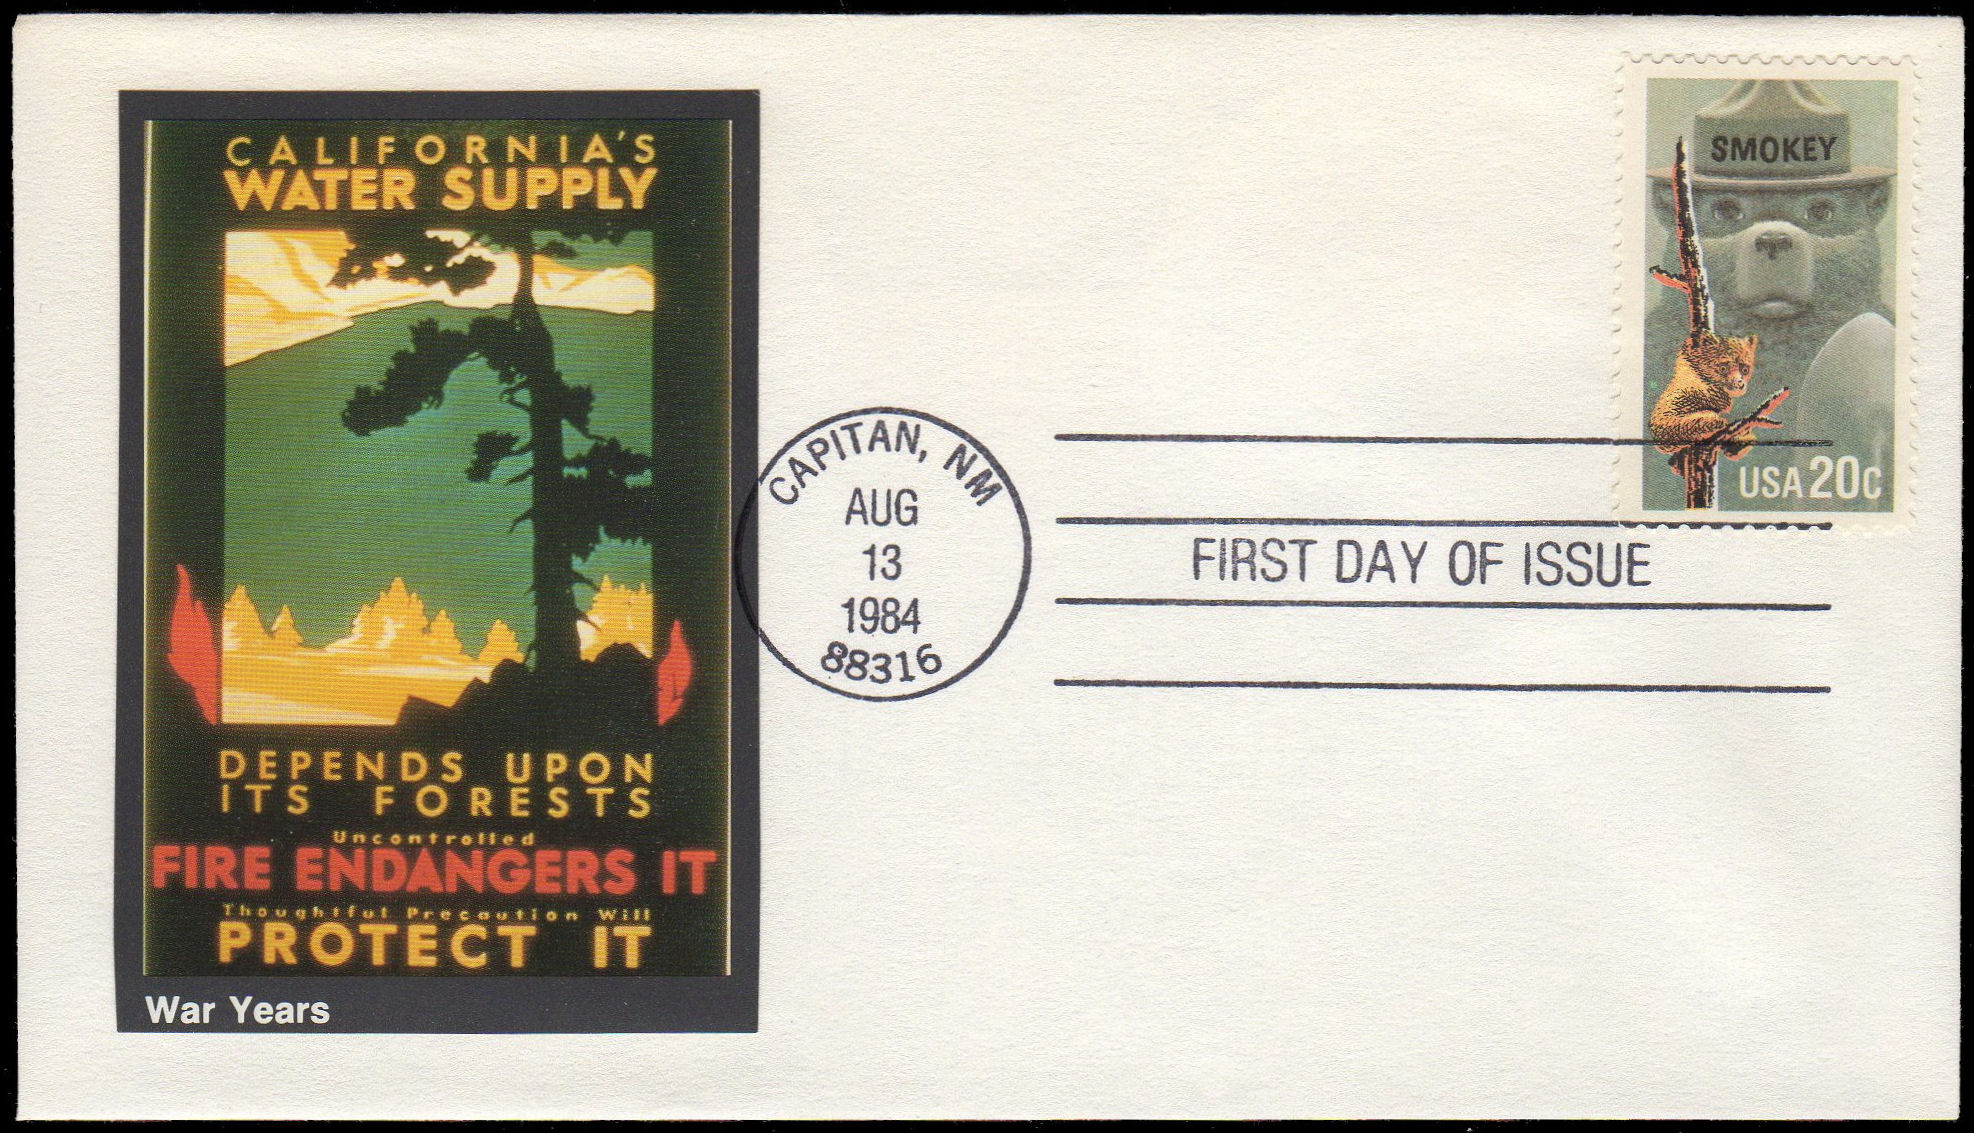 CALIFORNIA'S
WATER SUPPLY
DEPENDS UPON
ITS FORESTS
Uncontrolled
FIRE ENDANGERS IT
Thoughtful Precaution Will
PROTECT IT
War Years
CAPITAN, NM
AUG
13
1984
88316
FIRST DAY OF ISSUE
SMOKEY
USA 20c